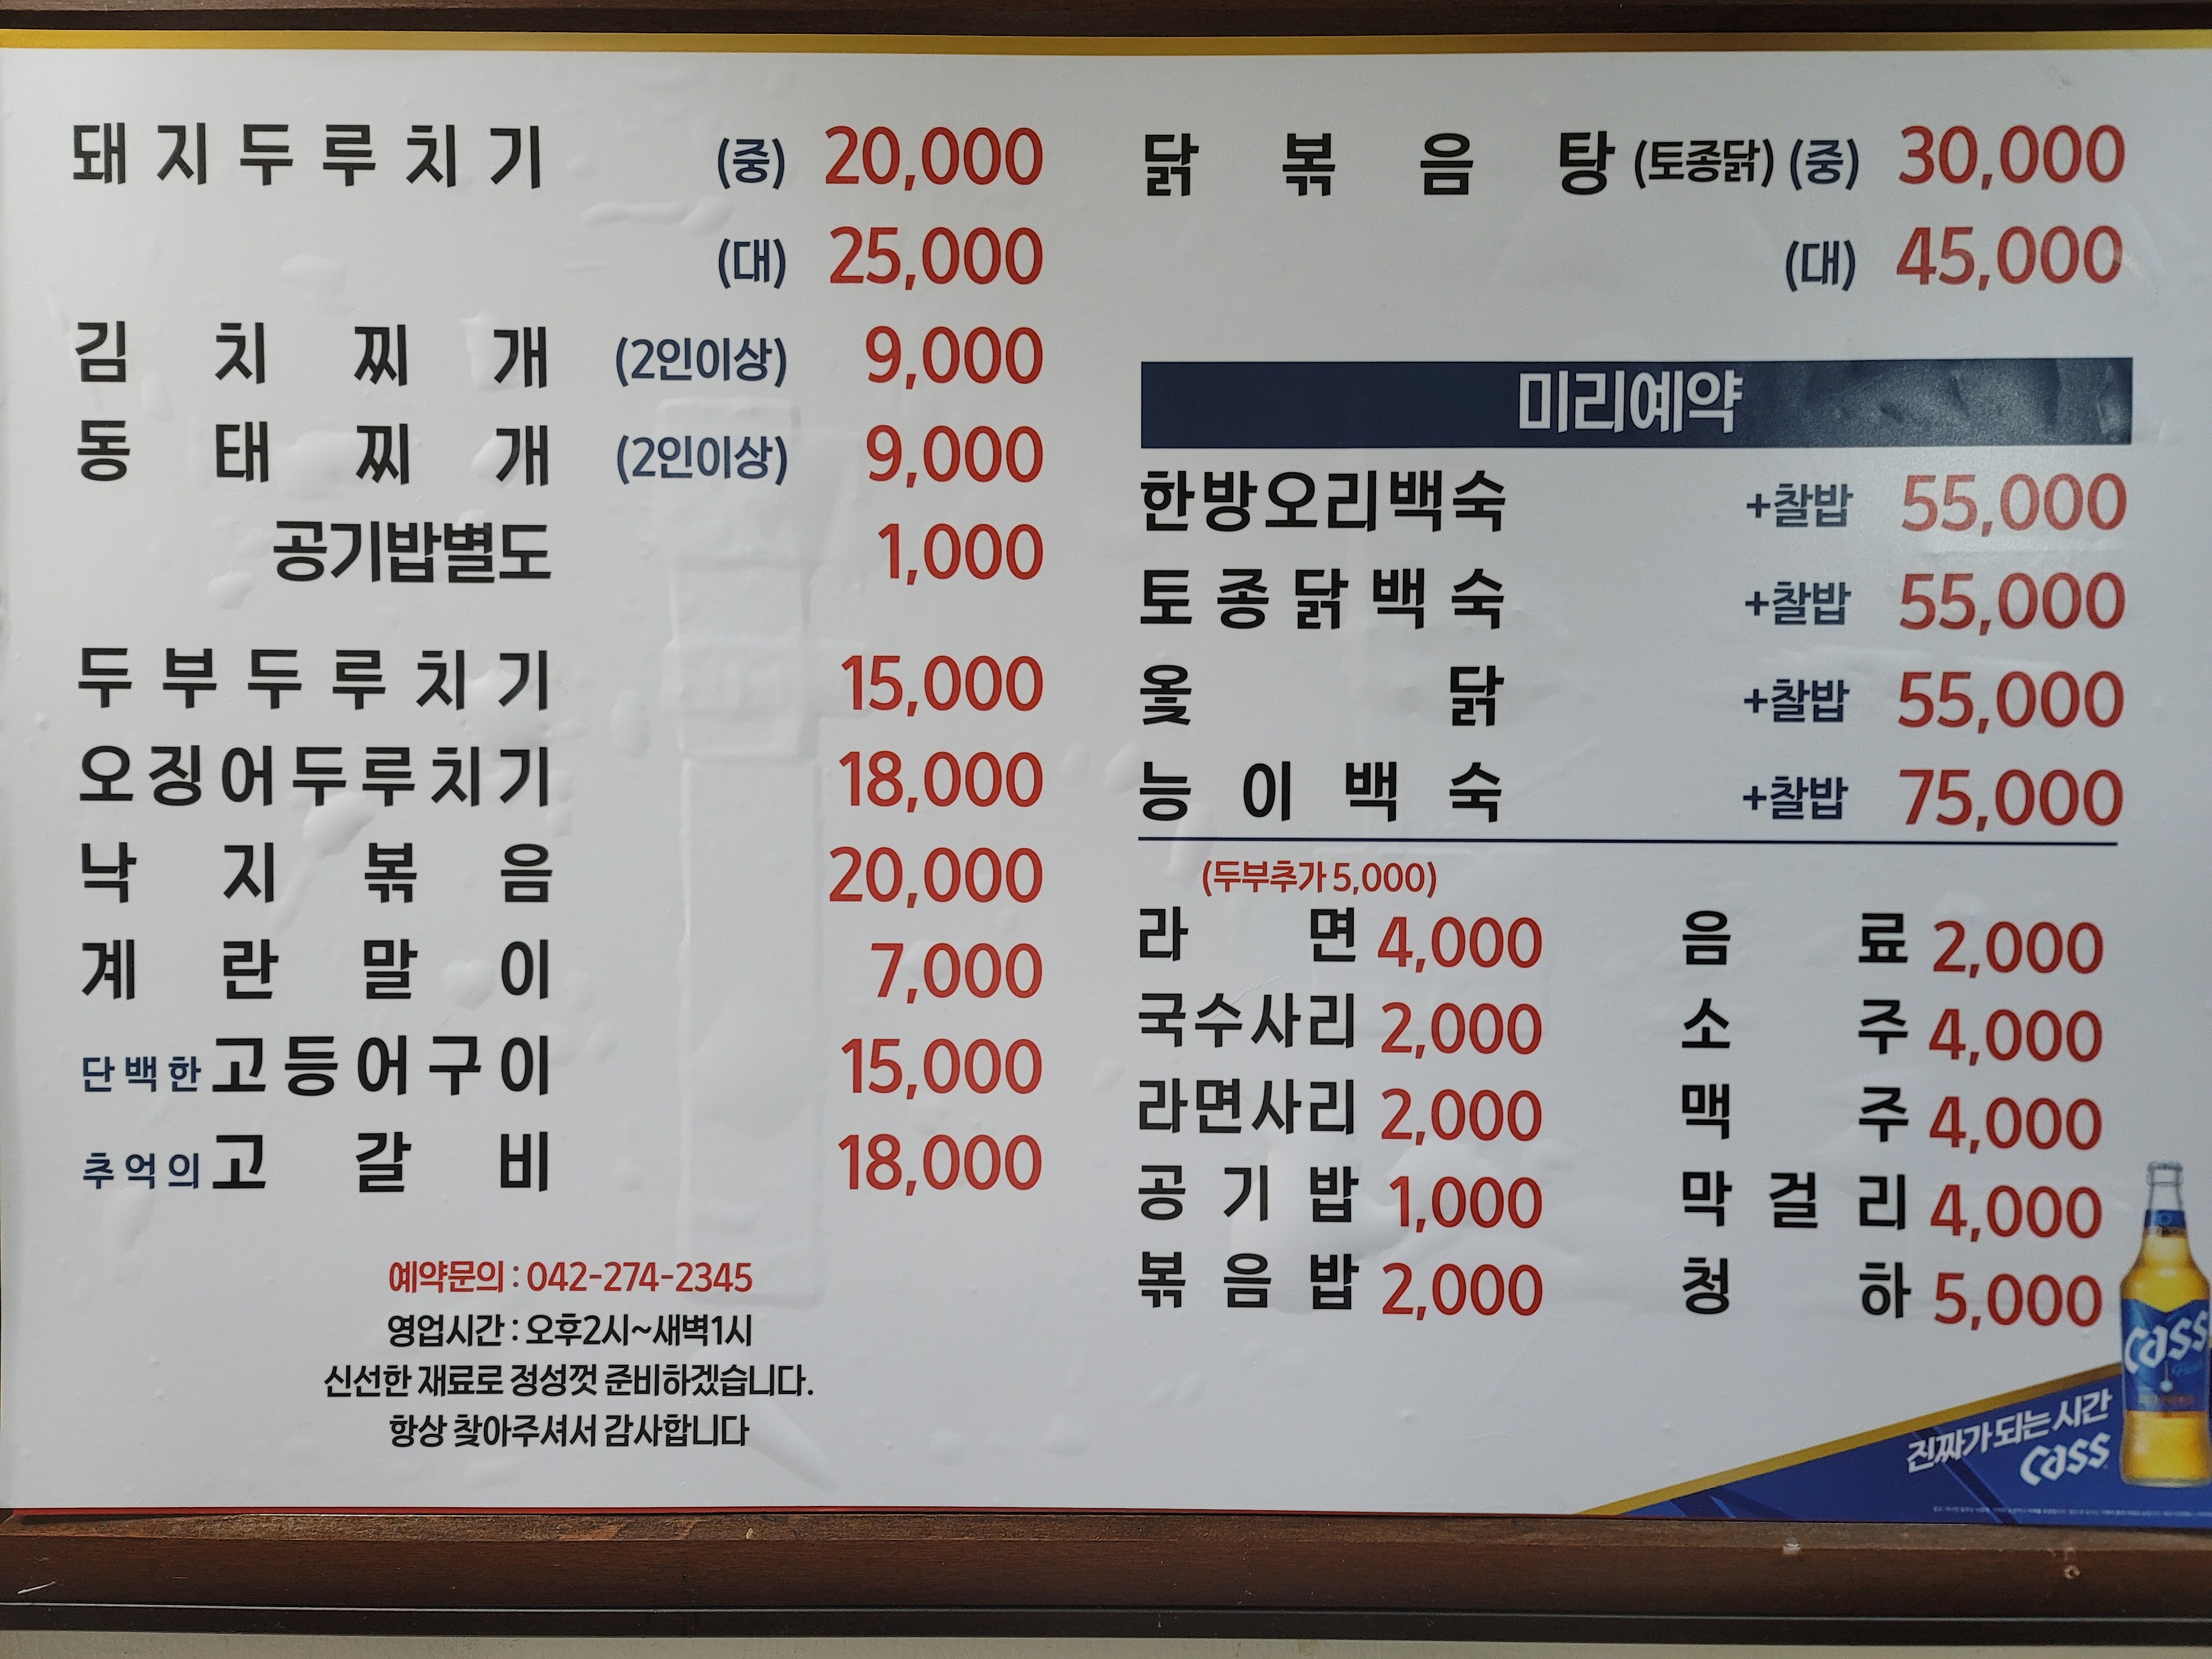 돼지두루치기 (중) 20,000
(대) 25,000
김치찌개 (2인이상) 9,000
동태찌개 (2인이상) 9,000
공기밥별도 1,000
두부두루치기 15,000
오징어두루치기 18,000
낙지볶음 20,000
계란말이 7,000
단백한 고등어구이 15,000
추억의 고갈비 18,000
예약문의 : 042-274-2345
영업시간 : 오후2시~새벽1시
신선한 재료로 정성껏 준비하겠습니다.
항상 찾아주셔서 감사합니다
닭볶음탕 (토종닭) (중) 30,000
(대) 45,000
미리예약
한방오리백숙 +찰밥 55,000
토종닭백숙 +찰밥 55,000
옻닭 +찰밥 55,000
능이백숙 +찰밥 75,000
(두부추가 5,000)
라면 4,000
국수사리 2,000
라면사리 2,000
공기밥 1,000
볶음밥 2,000
음료 2,000
소주 4,000
맥주 4,000
막걸리 4,000
청하 5,000
cass
진짜가 되는 시간
cass